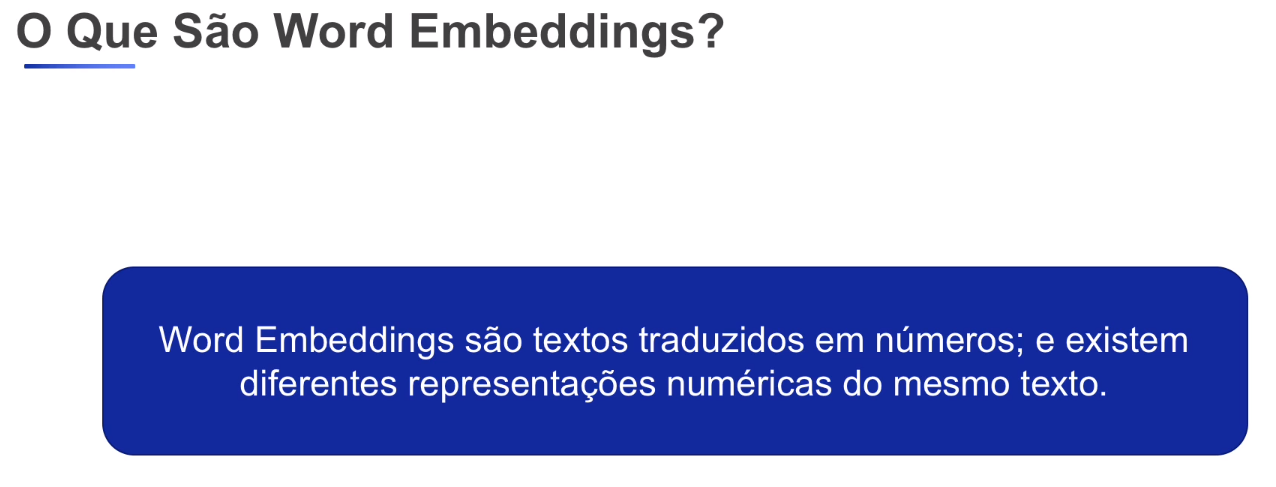 O Que São Word Embeddings?
Word Embeddings são textos traduzidos em números; e existem
diferentes representações numéricas do mesmo texto.